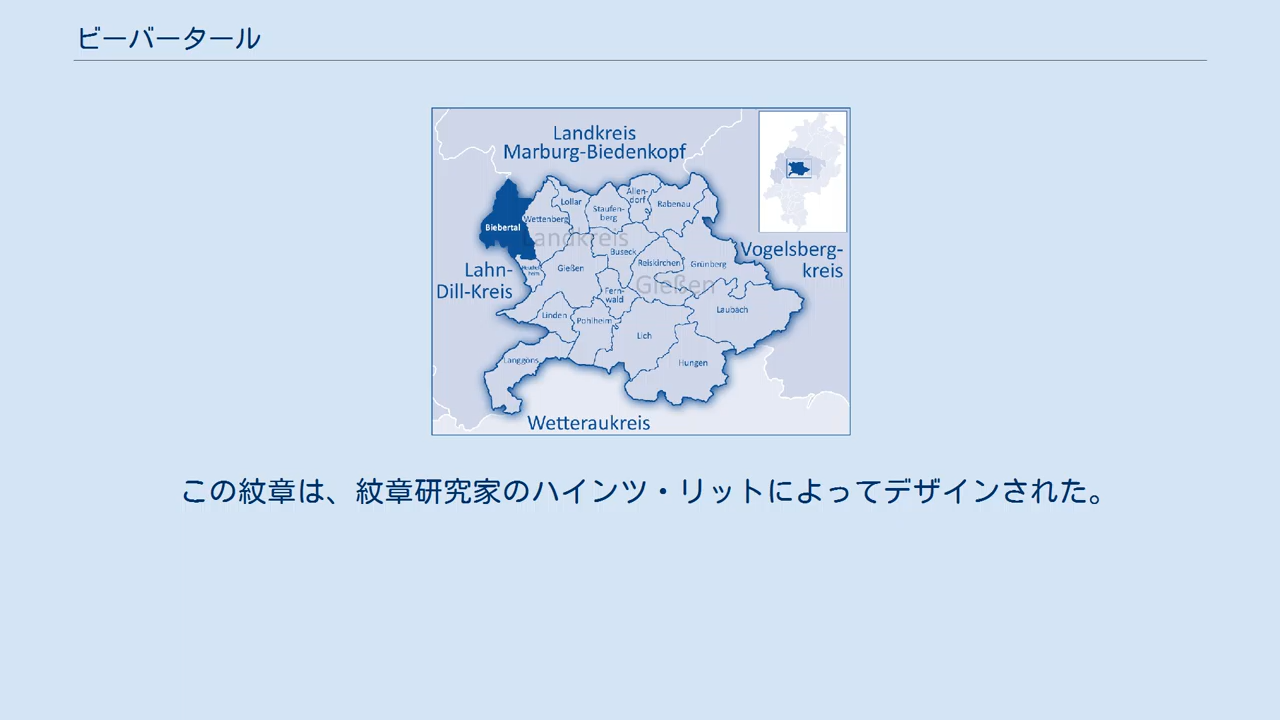 ビーバータール
Landkreis
Marburg-Biedenkopf
Allen-
dorf
Lollar
Rabenau
Staufen-
berg
Wettenberg
Biebertal
Landkreis
Vogelsberg-
kreis
Buseck
Reiskirchen
Grünberg
Gießen
Lahn-
Dill-Kreis
Gießen
Fern-
wald
Laubach
Linden
Pohlheim
Lich
Langgöns
Hungen
Wetteraukreis
この紋章は、紋章研究家のハインツ・リットによってデザインされた。